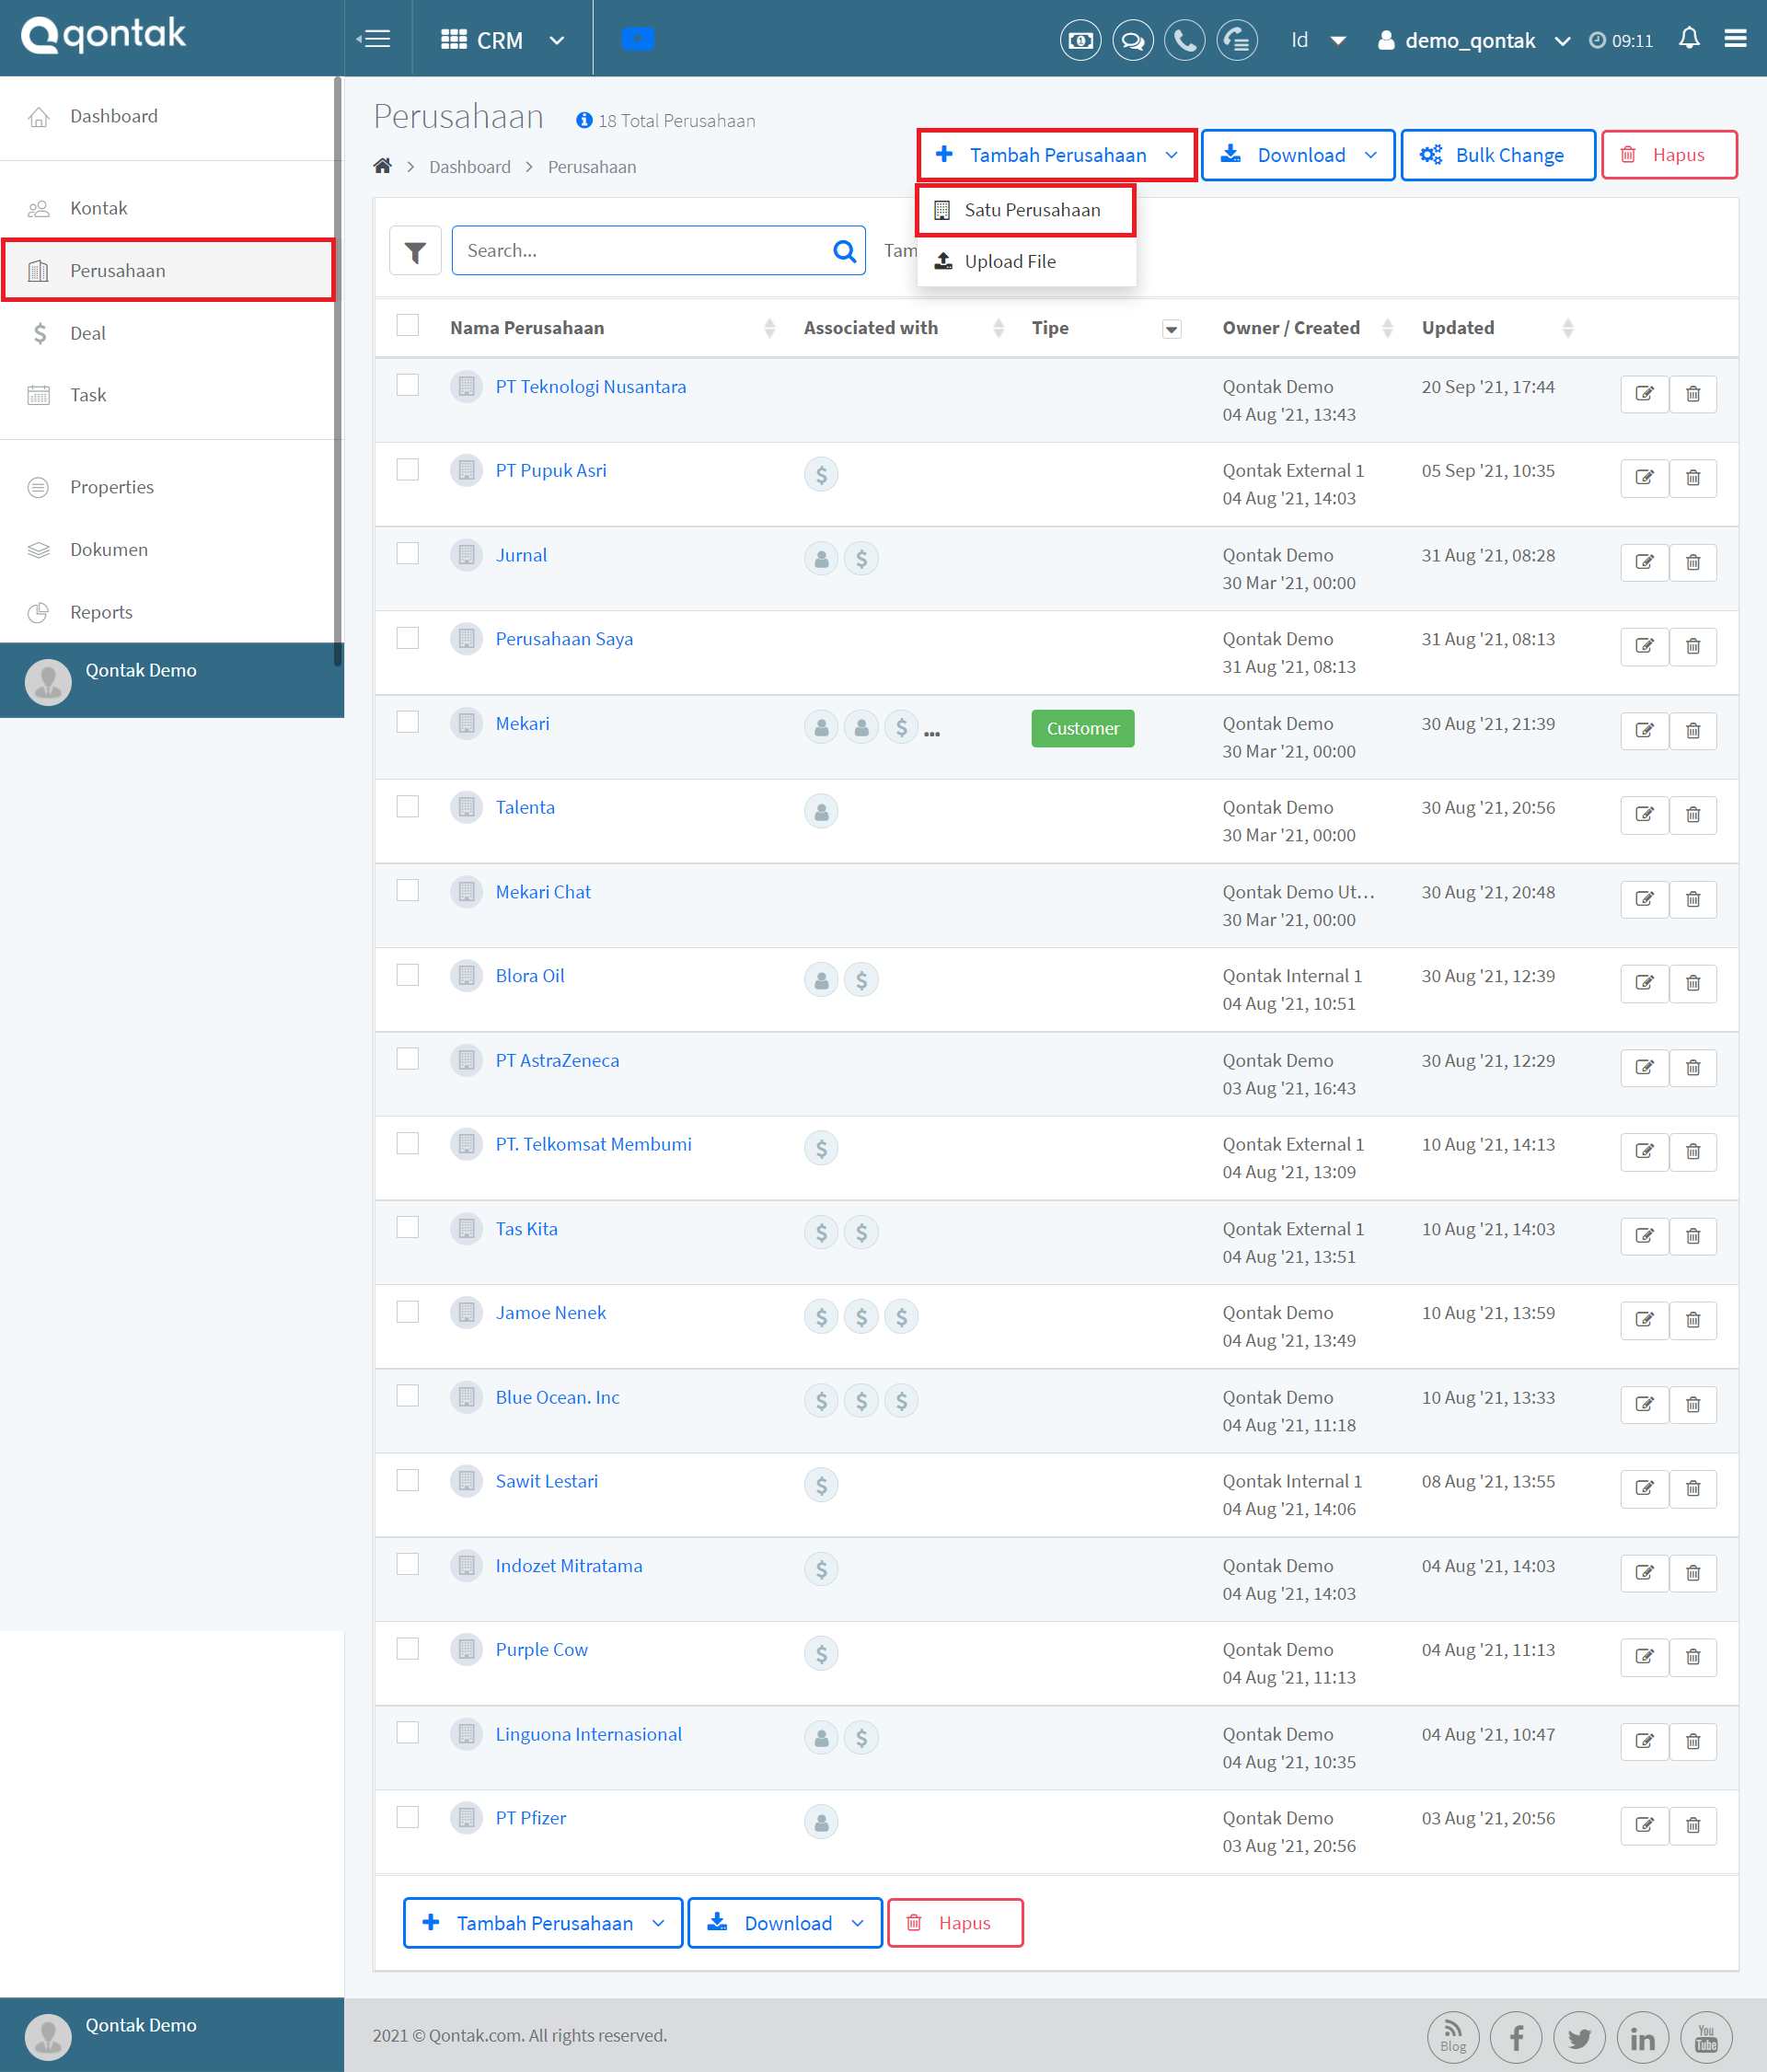 qontak
CRM
Id
demo_qontak
09:11
Dashboard
Kontak
Perusahaan
Deal
Task
Properties
Dokumen
Reports
Qontak Demo
Perusahaan
18 Total Perusahaan
Dashboard > Perusahaan
Tambah Perusahaan
Download
Bulk Change
Hapus
Satu Perusahaan
Upload File
Search...
Tam
Nama Perusahaan Associated with Tipe Owner / Created Updated
PT Teknologi Nusantara Qontak Demo 20 Sep '21, 17:44
04 Aug '21, 13:43
PT Pupuk Asri Qontak External 1 05 Sep '21, 10:35
04 Aug '21, 14:03
Jurnal Qontak Demo 31 Aug '21, 08:28
30 Mar '21, 00:00
Perusahaan Saya Qontak Demo 31 Aug '21, 08:13
31 Aug '21, 08:13
Mekari ... Customer Qontak Demo 30 Aug '21, 21:39
30 Mar '21, 00:00
Talenta Qontak Demo 30 Aug '21, 20:56
30 Mar '21, 00:00
Mekari Chat Qontak Demo Ut... 30 Aug '21, 20:48
30 Mar '21, 00:00
Blora Oil Qontak Internal 1 30 Aug '21, 12:39
04 Aug '21, 10:51
PT AstraZeneca Qontak Demo 30 Aug '21, 12:29
03 Aug '21, 16:43
PT. Telkomsat Membumi Qontak External 1 10 Aug '21, 14:13
04 Aug '21, 13:09
Tas Kita Qontak External 1 10 Aug '21, 14:03
04 Aug '21, 13:51
Jamoe Nenek Qontak Demo 10 Aug '21, 13:59
04 Aug '21, 13:49
Blue Ocean. Inc Qontak Demo 10 Aug '21, 13:33
04 Aug '21, 11:18
Sawit Lestari Qontak Internal 1 08 Aug '21, 13:55
04 Aug '21, 14:06
Indozet Mitratama Qontak Demo 04 Aug '21, 14:03
04 Aug '21, 14:03
Purple Cow Qontak Demo 04 Aug '21, 11:13
04 Aug '21, 11:13
Linguona Internasional Qontak Demo 04 Aug '21, 10:47
04 Aug '21, 10:35
PT Pfizer Qontak Demo 03 Aug '21, 20:56
03 Aug '21, 20:56
Tambah Perusahaan
Download
Hapus
Qontak Demo
2021 © Qontak.com. All rights reserved.
Blog
You
Tube